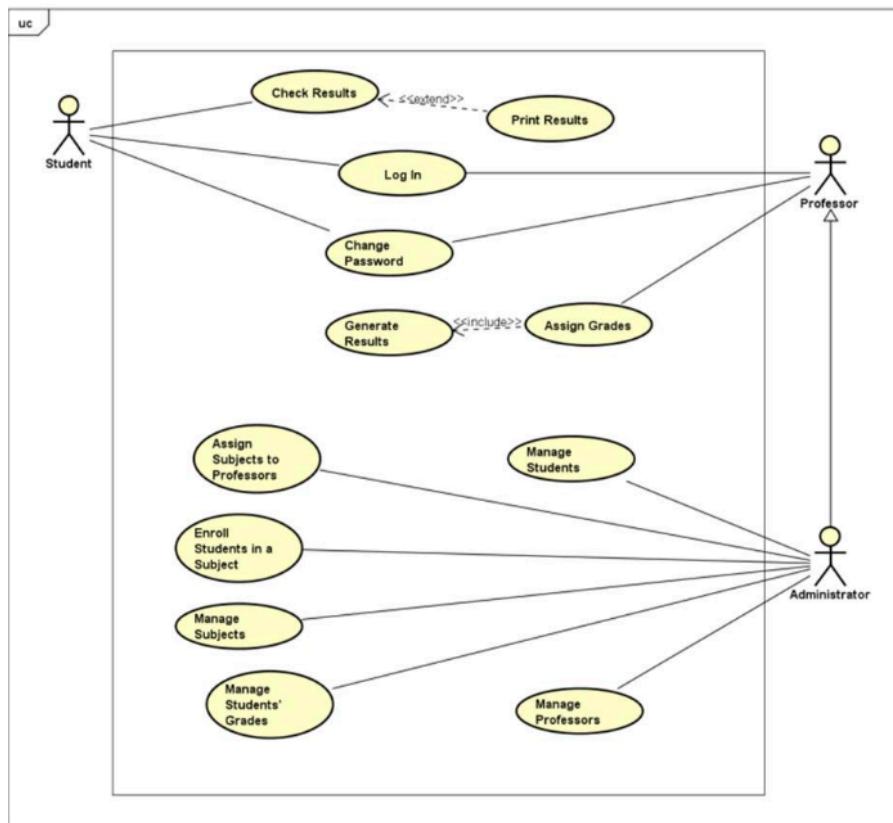 uc
Check Results
<<extend>>
Print Results
Student
Log In
Professor
Change
Password
Generate
Results
<<include>>
Assign Grades
Assign
Subjects to
Professors
Manage
Students
Enroll
Students in a
Subject
Administrator
Manage
Subjects
Manage
Students'
Grades
Manage
Professors